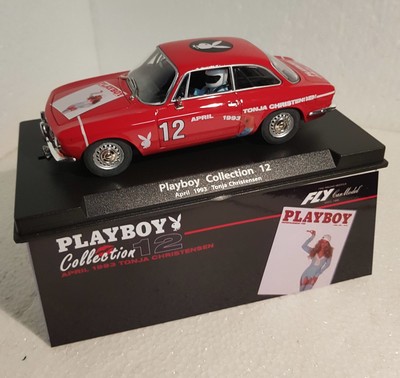 12
APRIL 1993
TONJA CHRISTENSEN
Playboy Collection 12
April 1993 Tonja Christensen
PLAYBOY
12
Collection
APRIL 1993 TONJA CHRISTENSEN
FLY Car Model
PLAYBOY